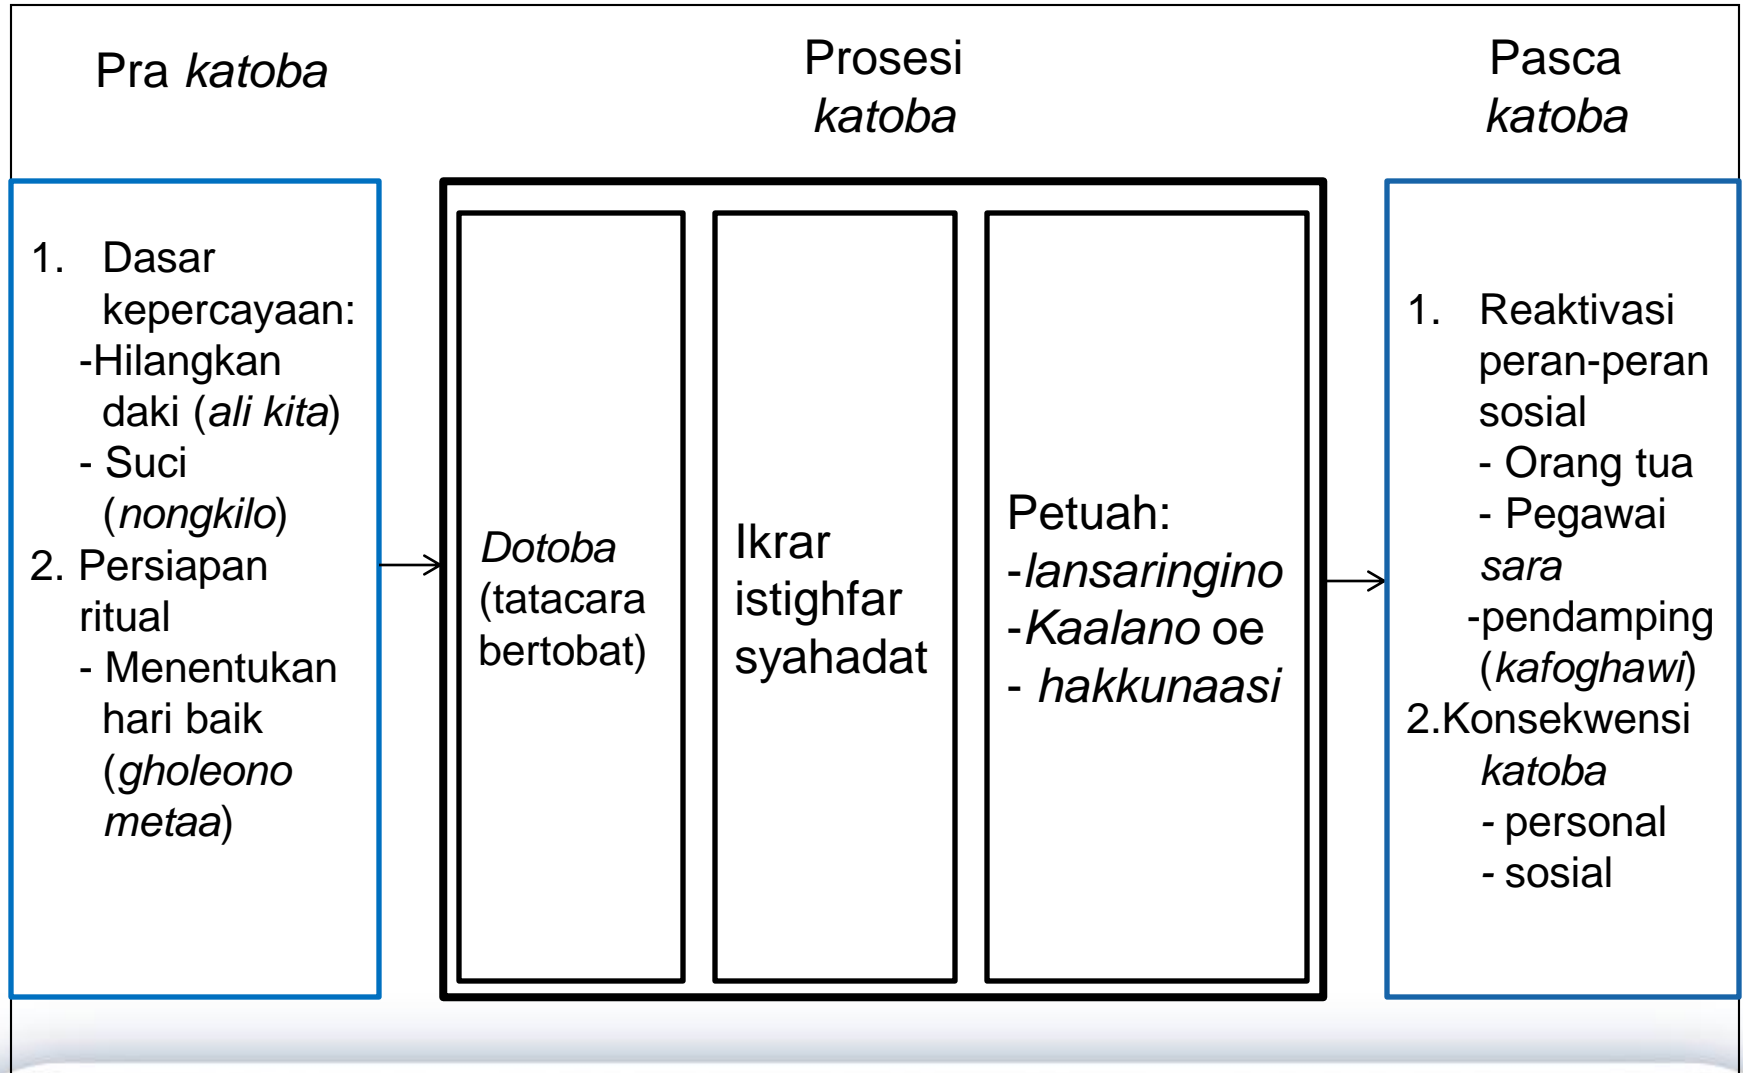 Pra katoba
Prosesi
katoba
Pasca
katoba
1. Dasar
kepercayaan:
-Hilangkan
daki (ali kita)
- Suci
(nongkilo)
2. Persiapan
ritual
- Menentukan
hari baik
(gholeono
metaa)
Dotoba
(tatacara
bertobat)
Ikrar
istighfar
syahadat
Petuah:
-lansaringino
-Kaalano oe
- hakkunaasi
1. Reaktivasi
peran-peran
sosial
- Orang tua
- Pegawai
sara
-pendamping
(kafoghawi)
2.Konsekwensi
katoba
- personal
- sosial